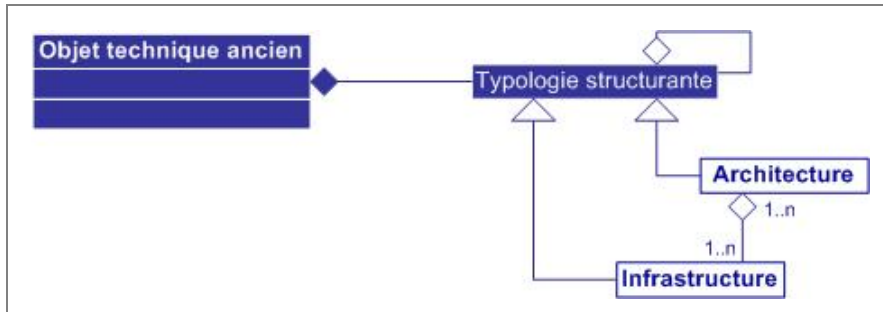 Objet technique ancien
Typologie structurante
Architecture
1..n
1..n
Infrastructure